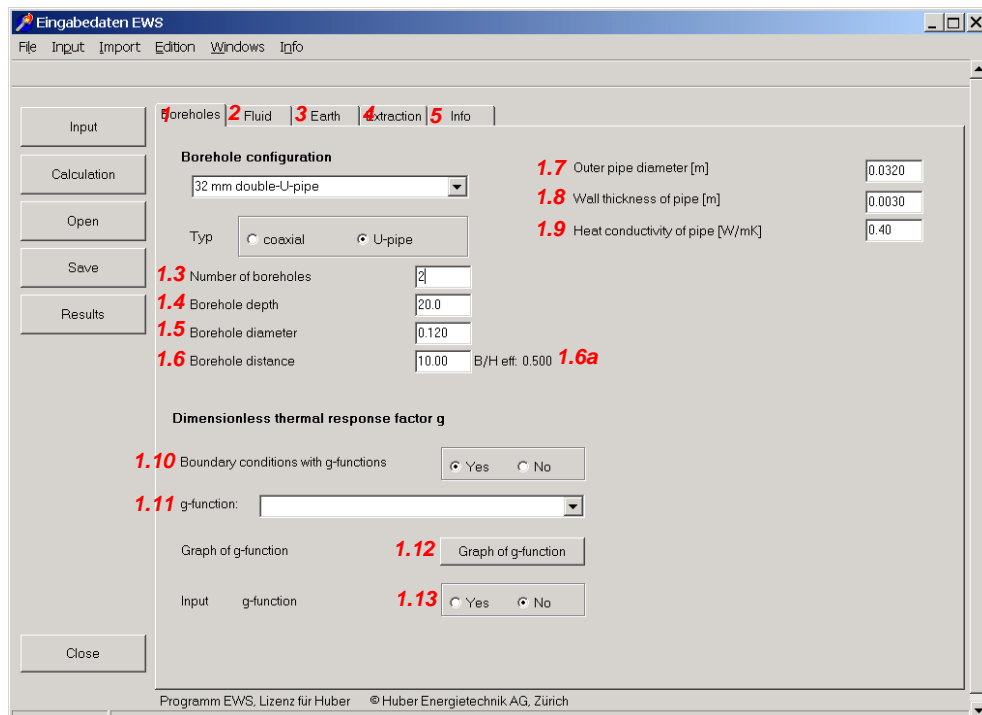 Eingabedaten EWS
File Input Import Edition Windows Info
1 Boreholes 2 Fluid 3 Earth 4 Extraction 5 Info
Input
Calculation
Open
Save
Results
Close
Borehole configuration
32 mm double-U-pipe
Typ coaxial U-pipe
1.3 Number of boreholes 2
1.4 Borehole depth 20.0
1.5 Borehole diameter 0.120
1.6 Borehole distance 10.00 B/H eff: 0.500 1.6a
1.7 Outer pipe diameter [m] 0.0320
1.8 Wall thickness of pipe [m] 0.0030
1.9 Heat conductivity of pipe [W/mK] 0.40
Dimensionless thermal response factor g
1.10 Boundary conditions with g-functions Yes No
1.11 g-function:
Graph of g-function 1.12 Graph of g-function
Input g-function 1.13 Yes No
Programm EWS, Lizenz für Huber © Huber Energietechnik AG, Zürich